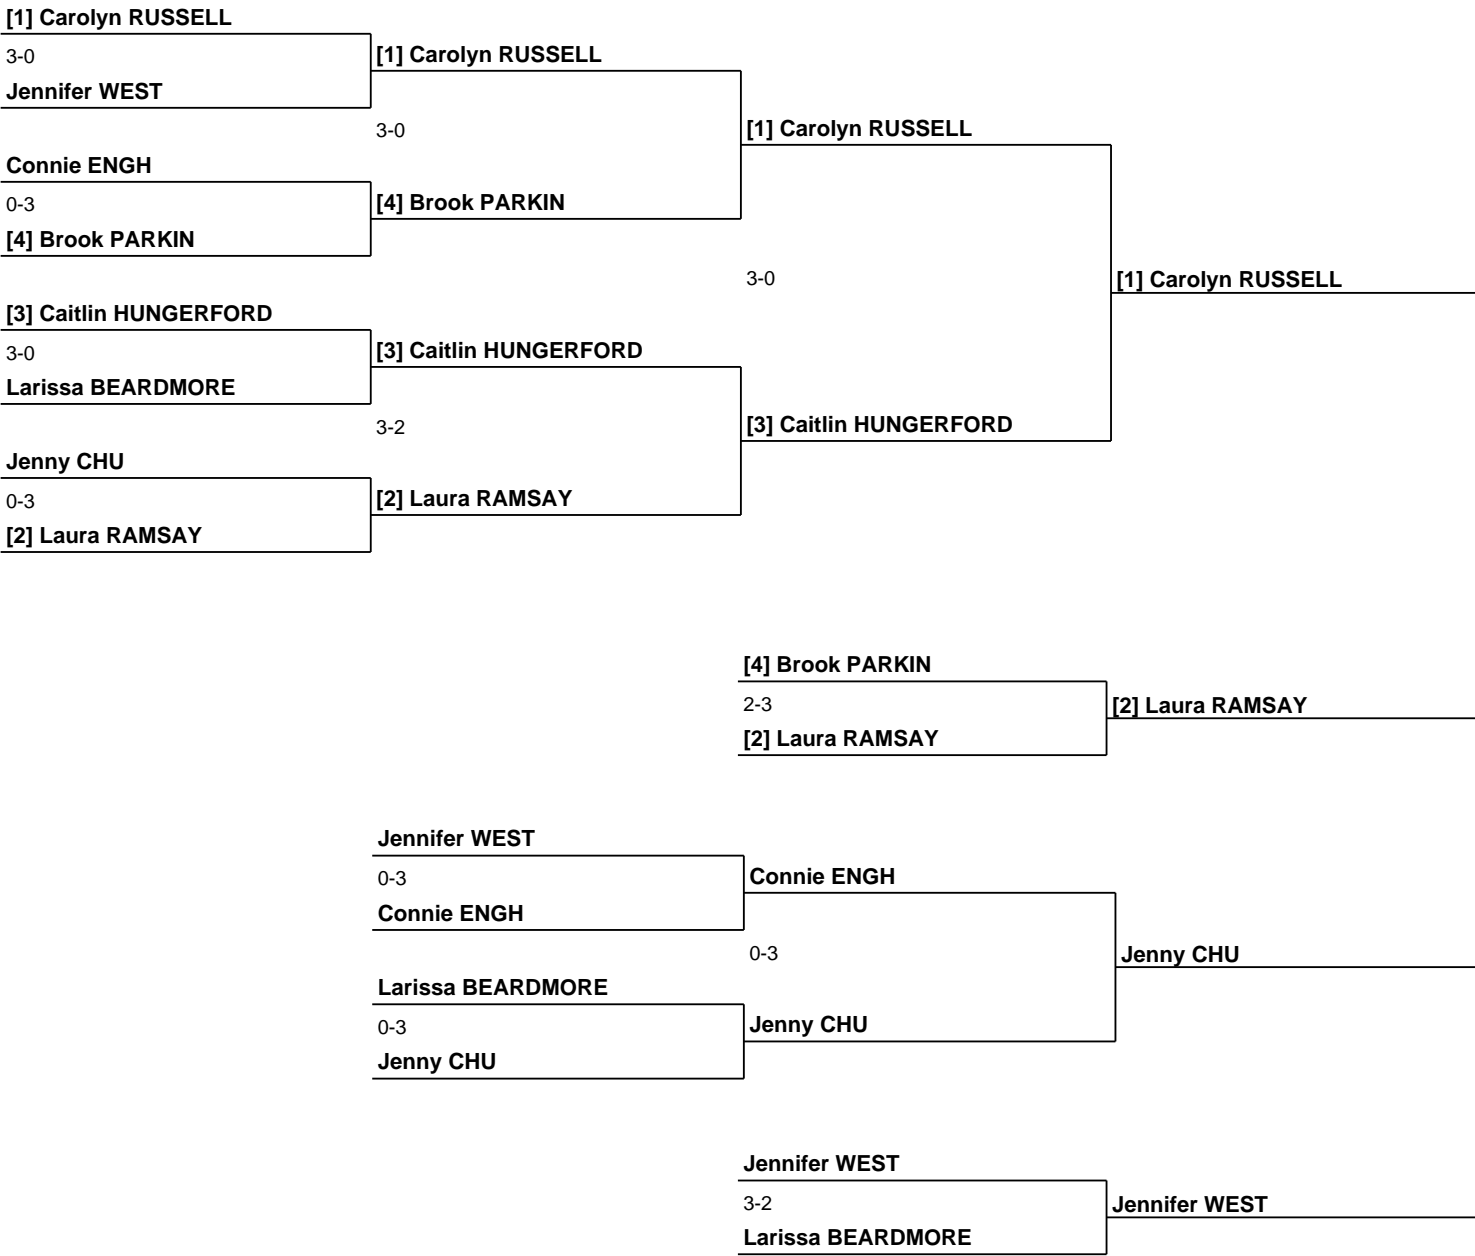 [1] Carolyn RUSSELL
3-0
[1] Carolyn RUSSELL
Jennifer WEST
3-0
[1] Carolyn RUSSELL
Connie ENGH
0-3
[4] Brook PARKIN
[4] Brook PARKIN
3-0
[1] Carolyn RUSSELL
[3] Caitlin HUNGERFORD
3-0
[3] Caitlin HUNGERFORD
Larissa BEARDMORE
3-2
[3] Caitlin HUNGERFORD
Jenny CHU
0-3
[2] Laura RAMSAY
[2] Laura RAMSAY
[4] Brook PARKIN
2-3
[2] Laura RAMSAY
[2] Laura RAMSAY
Jennifer WEST
0-3
Connie ENGH
Connie ENGH
0-3
Jenny CHU
Larissa BEARDMORE
0-3
Jenny CHU
Jenny CHU
Jennifer WEST
3-2
Jennifer WEST
Larissa BEARDMORE